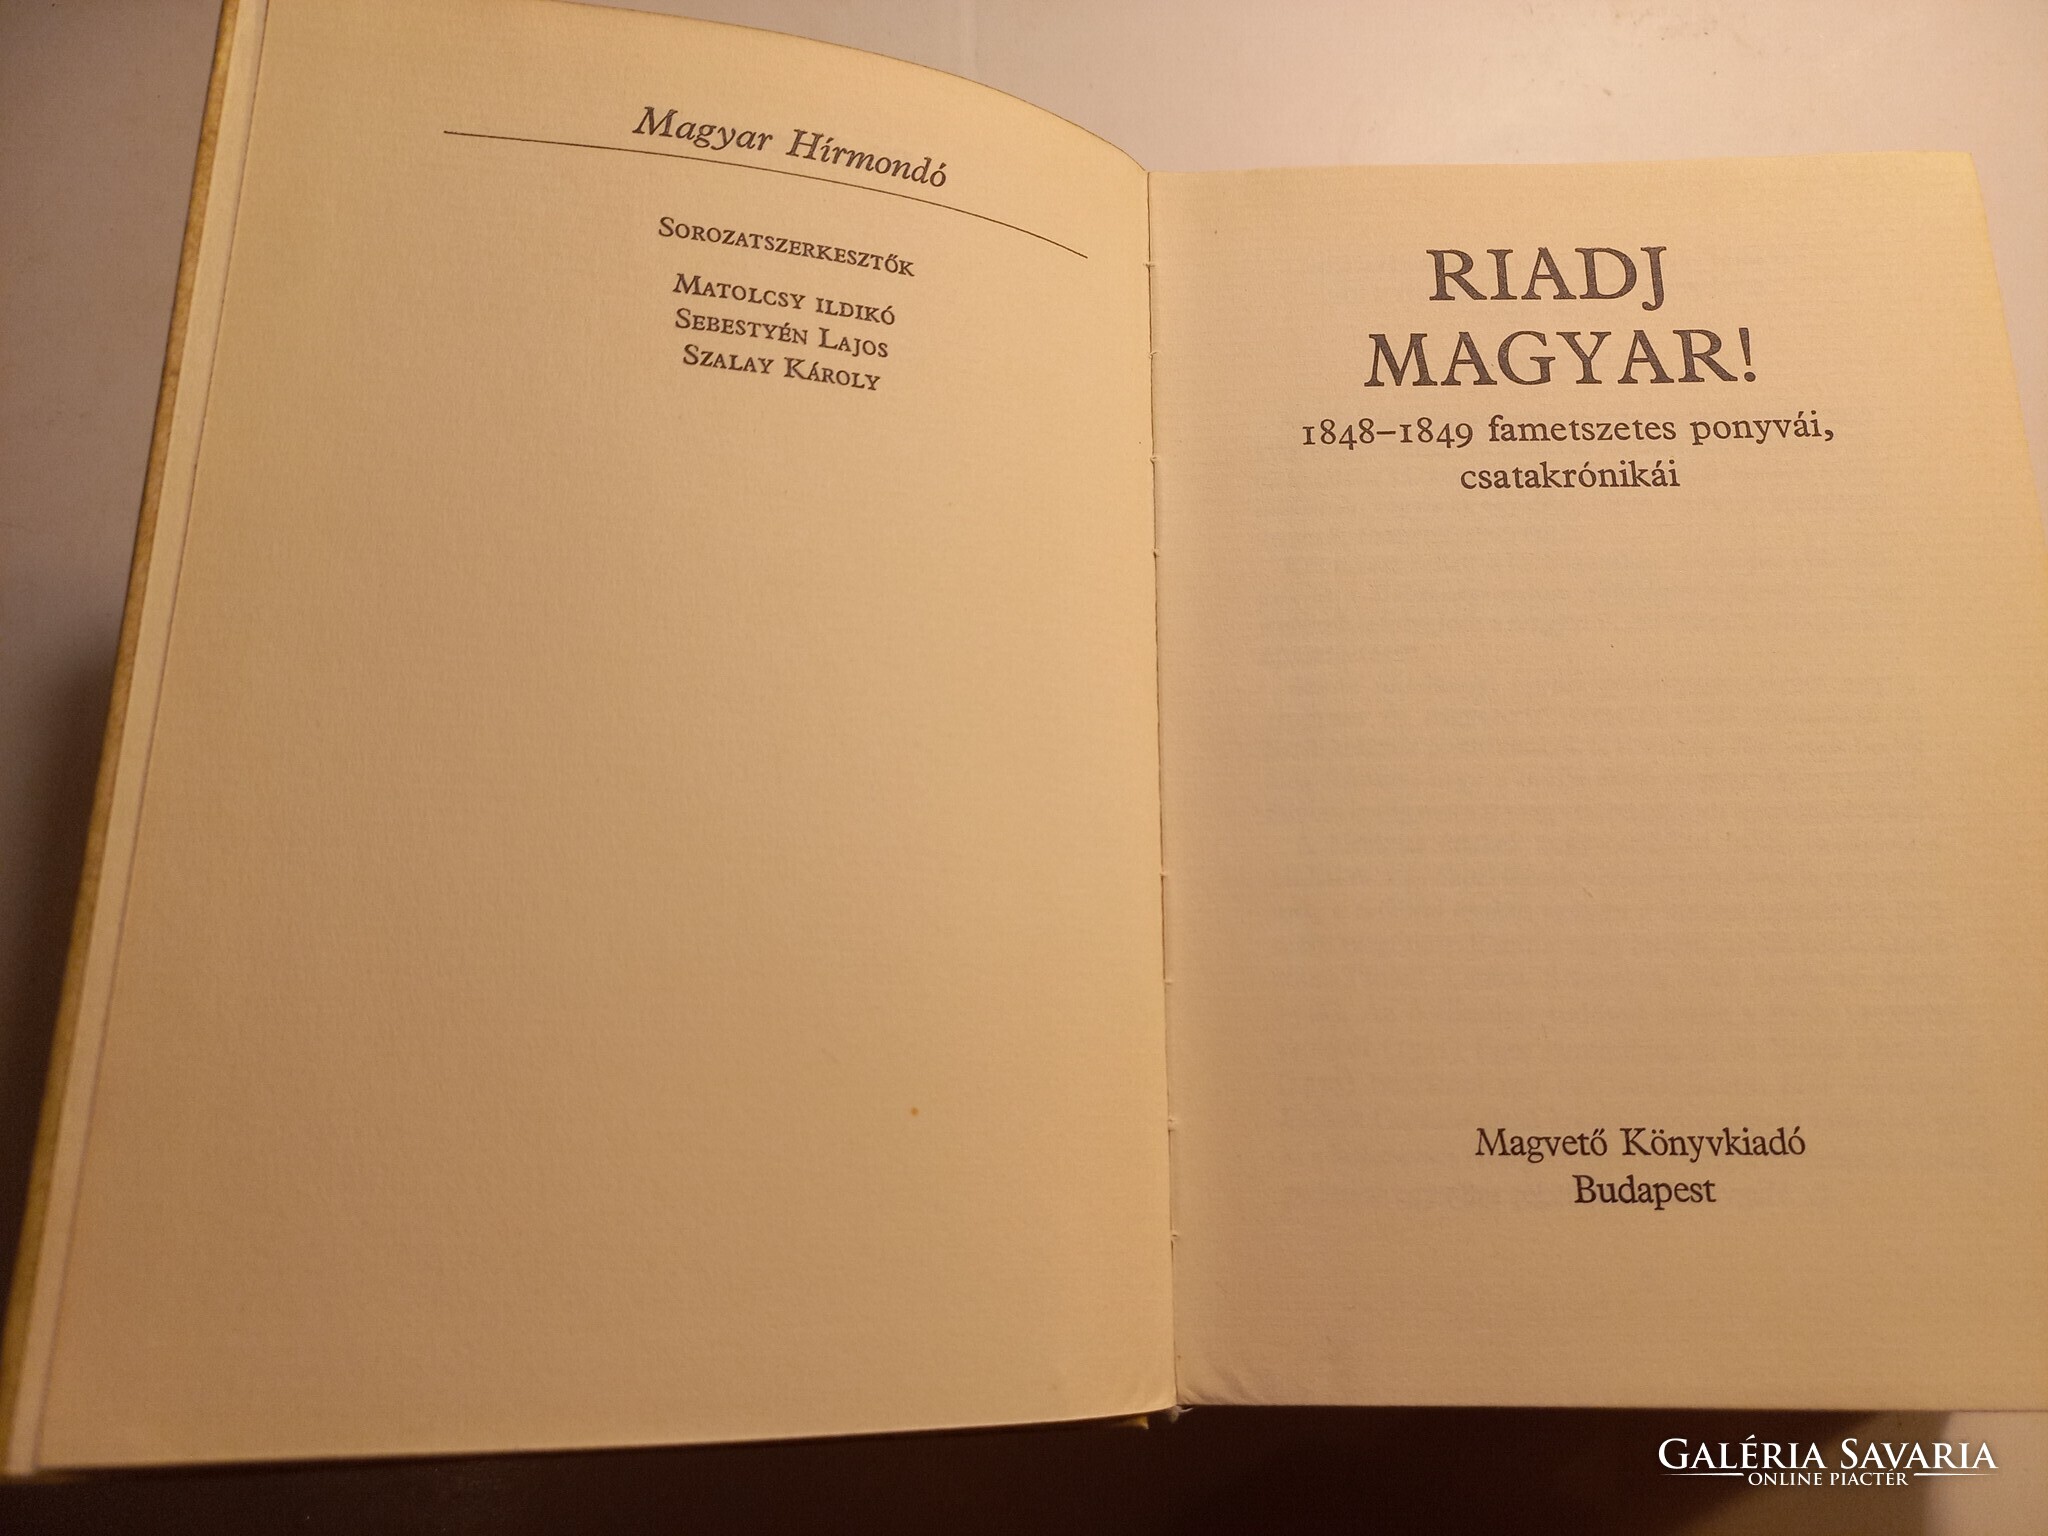 Magyar Hírmondó
SOROZATSZERKESZTŐK
MATOLCSY ILDIKÓ
SEBESTYÉN LAJOS
SZALAY KÁROLY
RIADJ
MAGYAR!
1848–1849 fametszetes ponyvái,
csatakrónikái
Magvető Könyvkiadó
Budapest
GALÉRIA SAVARIA
ONLINE PIACTÉR